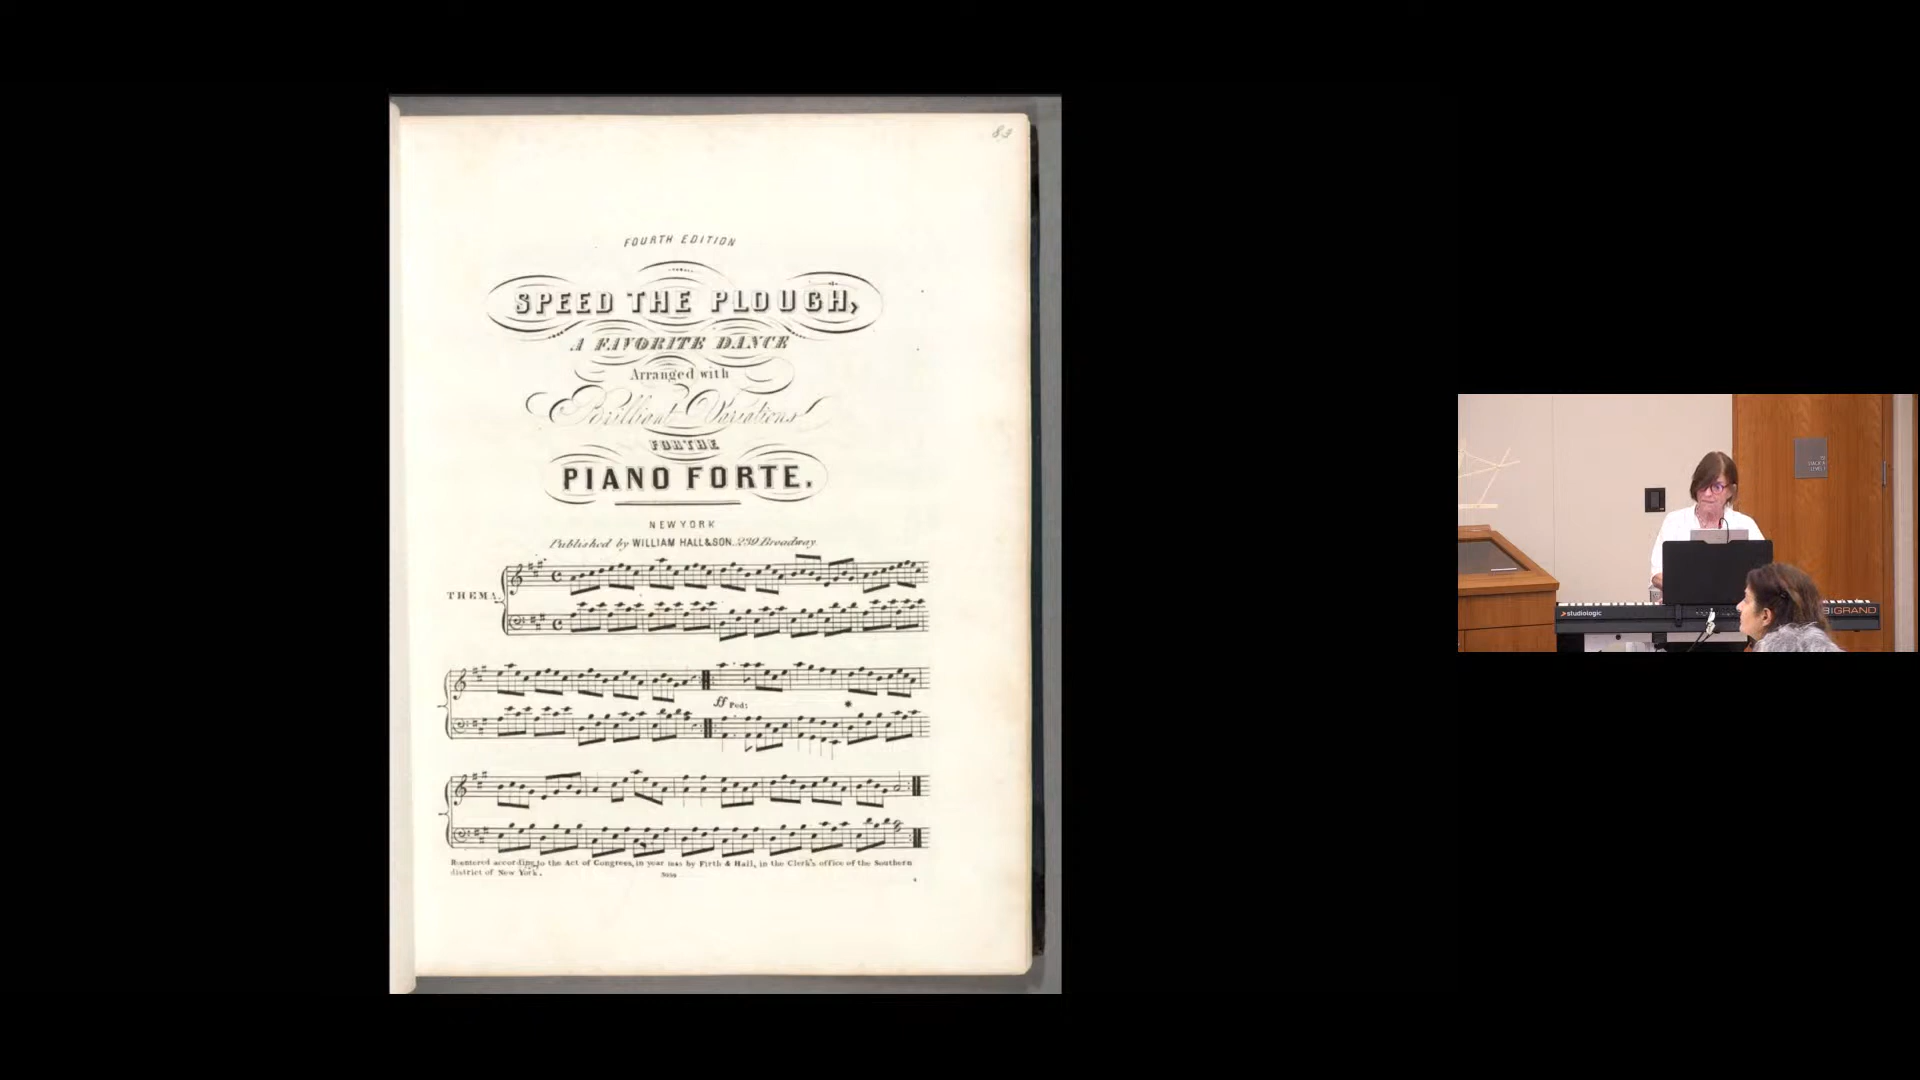 83
FOURTH EDITION
SPEED THE PLOUGH,
A FAVORITE DANCE
Arranged with
Brilliant Variations
FOR THE
PIANO FORTE.
NEW YORK
Published by WILLIAM HALL & SON. 239 Broadway
THEMA.
ff Ped:
Reentered according to the Act of Congress, in year by Firth & Hall, in the Clerk's office of the Southern
district of New York.
studiologic
GRAND